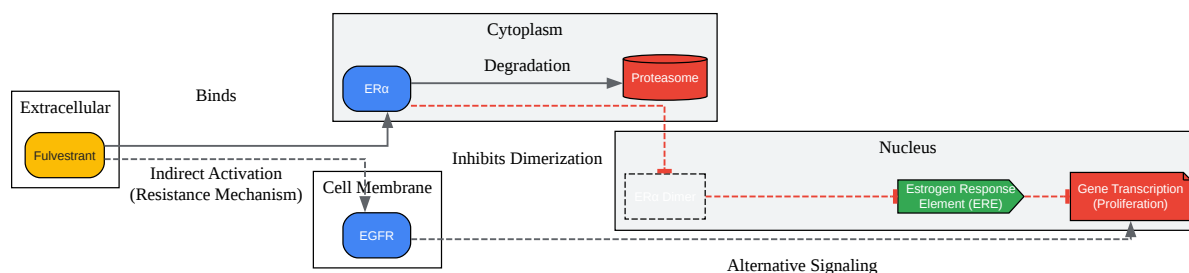 Cytoplasm
Degradation
ERα
Proteasome
Binds
Extracellular
Fulvestrant
Indirect Activation
(Resistance Mechanism)
Inhibits Dimerization
Nucleus
Cell Membrane
EGFR
ERα Dimer
Estrogen Response
Element (ERE)
Gene Transcription
(Proliferation)
Alternative Signaling